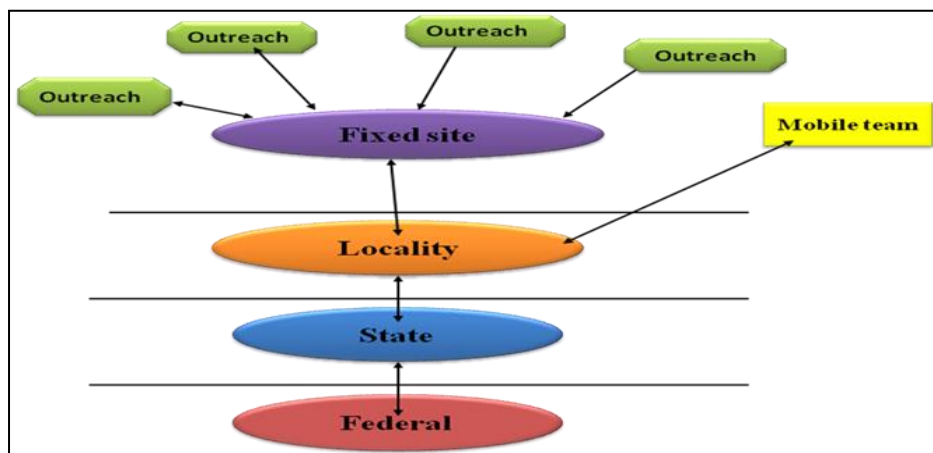 Outreach
Outreach
Outreach
Outreach
Mobile team
Fixed site
Locality
State
Federal